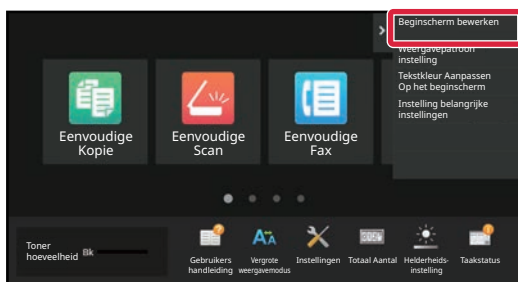 Beginscherm bewerken
Weergavepatroon
instelling
Tekstkleur Aanpassen
Op het beginscherm
Instelling belangrijke
instellingen
Eenvoudige
Kopie
Eenvoudige
Scan
Eenvoudige
Fax
Toner
hoeveelheid
Bk
Gebruikers
handleiding
Vergrote
weergavemodus
Instellingen
Totaal Aantal
Helderheids-
instelling
Taakstatus